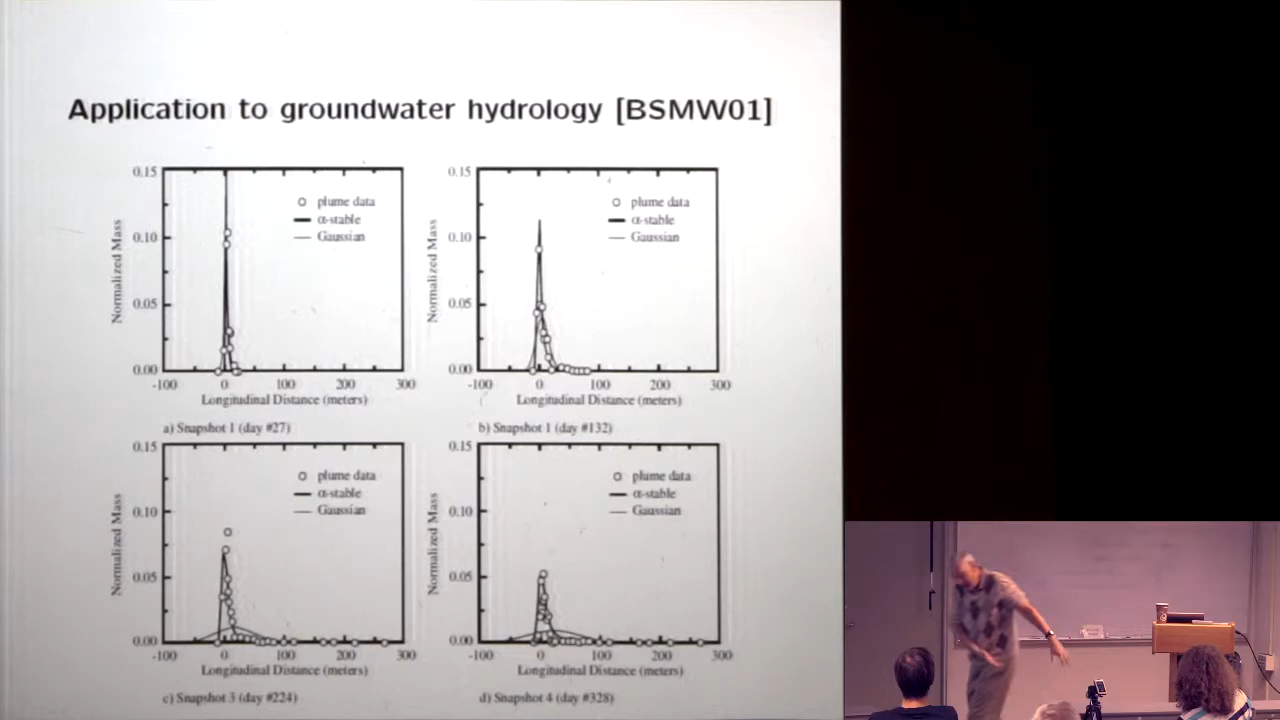 Application to groundwater hydrology [BSMW01]
0.15
0.10
0.05
0.00
Normalized Mass
plume data
α-stable
Gaussian
-100 0 100 200 300
Longitudinal Distance (meters)
a) Snapshot 1 (day #27)
0.15
0.10
0.05
0.00
Normalized Mass
plume data
α-stable
Gaussian
-100 0 100 200 300
Longitudinal Distance (meters)
b) Snapshot 1 (day #132)
0.15
0.10
0.05
0.00
Normalized Mass
plume data
α-stable
Gaussian
-100 0 100 200 300
Longitudinal Distance (meters)
c) Snapshot 3 (day #224)
0.15
0.10
0.05
0.00
Normalized Mass
plume data
α-stable
Gaussian
-100 0 100 200 300
Longitudinal Distance (meters)
d) Snapshot 4 (day #328)